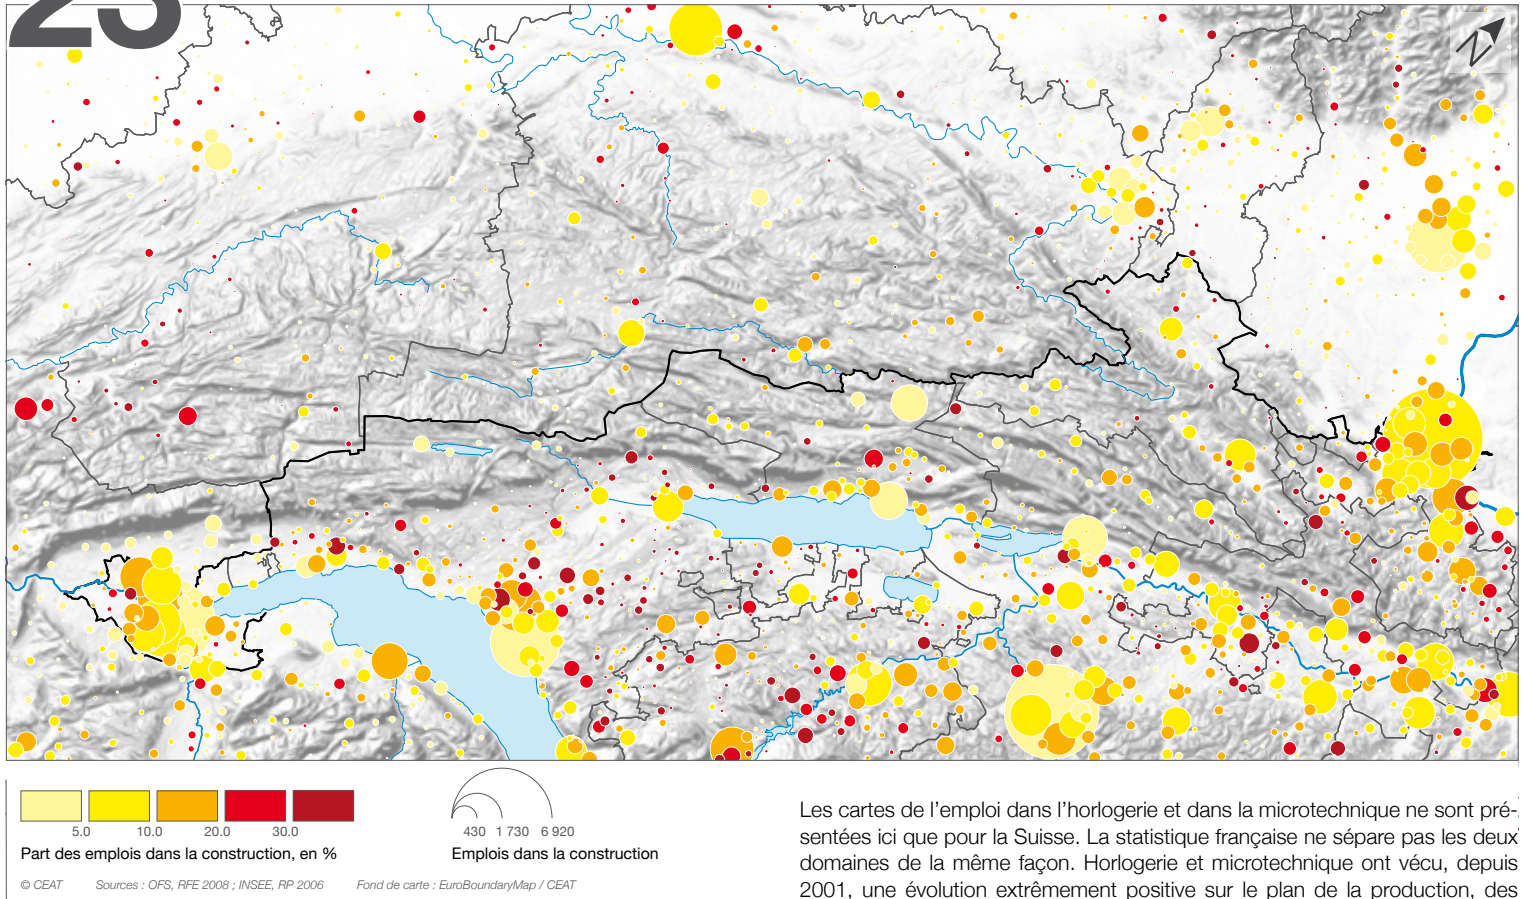 23
N
5.0 10.0 20.0 30.0
Part des emplois dans la construction, en %
430 1 730 6 920
Emplois dans la construction
© CEAT Sources : OFS, RFE 2008 ; INSEE, RP 2006 Fond de carte : EuroBoundaryMap / CEAT
Les cartes de l'emploi dans l'horlogerie et dans la microtechnique ne sont pré-
sentées ici que pour la Suisse. La statistique française ne sépare pas les deux
domaines de la même façon. Horlogerie et microtechnique ont vécu, depuis
2001, une évolution extrêmement positive sur le plan de la production, des